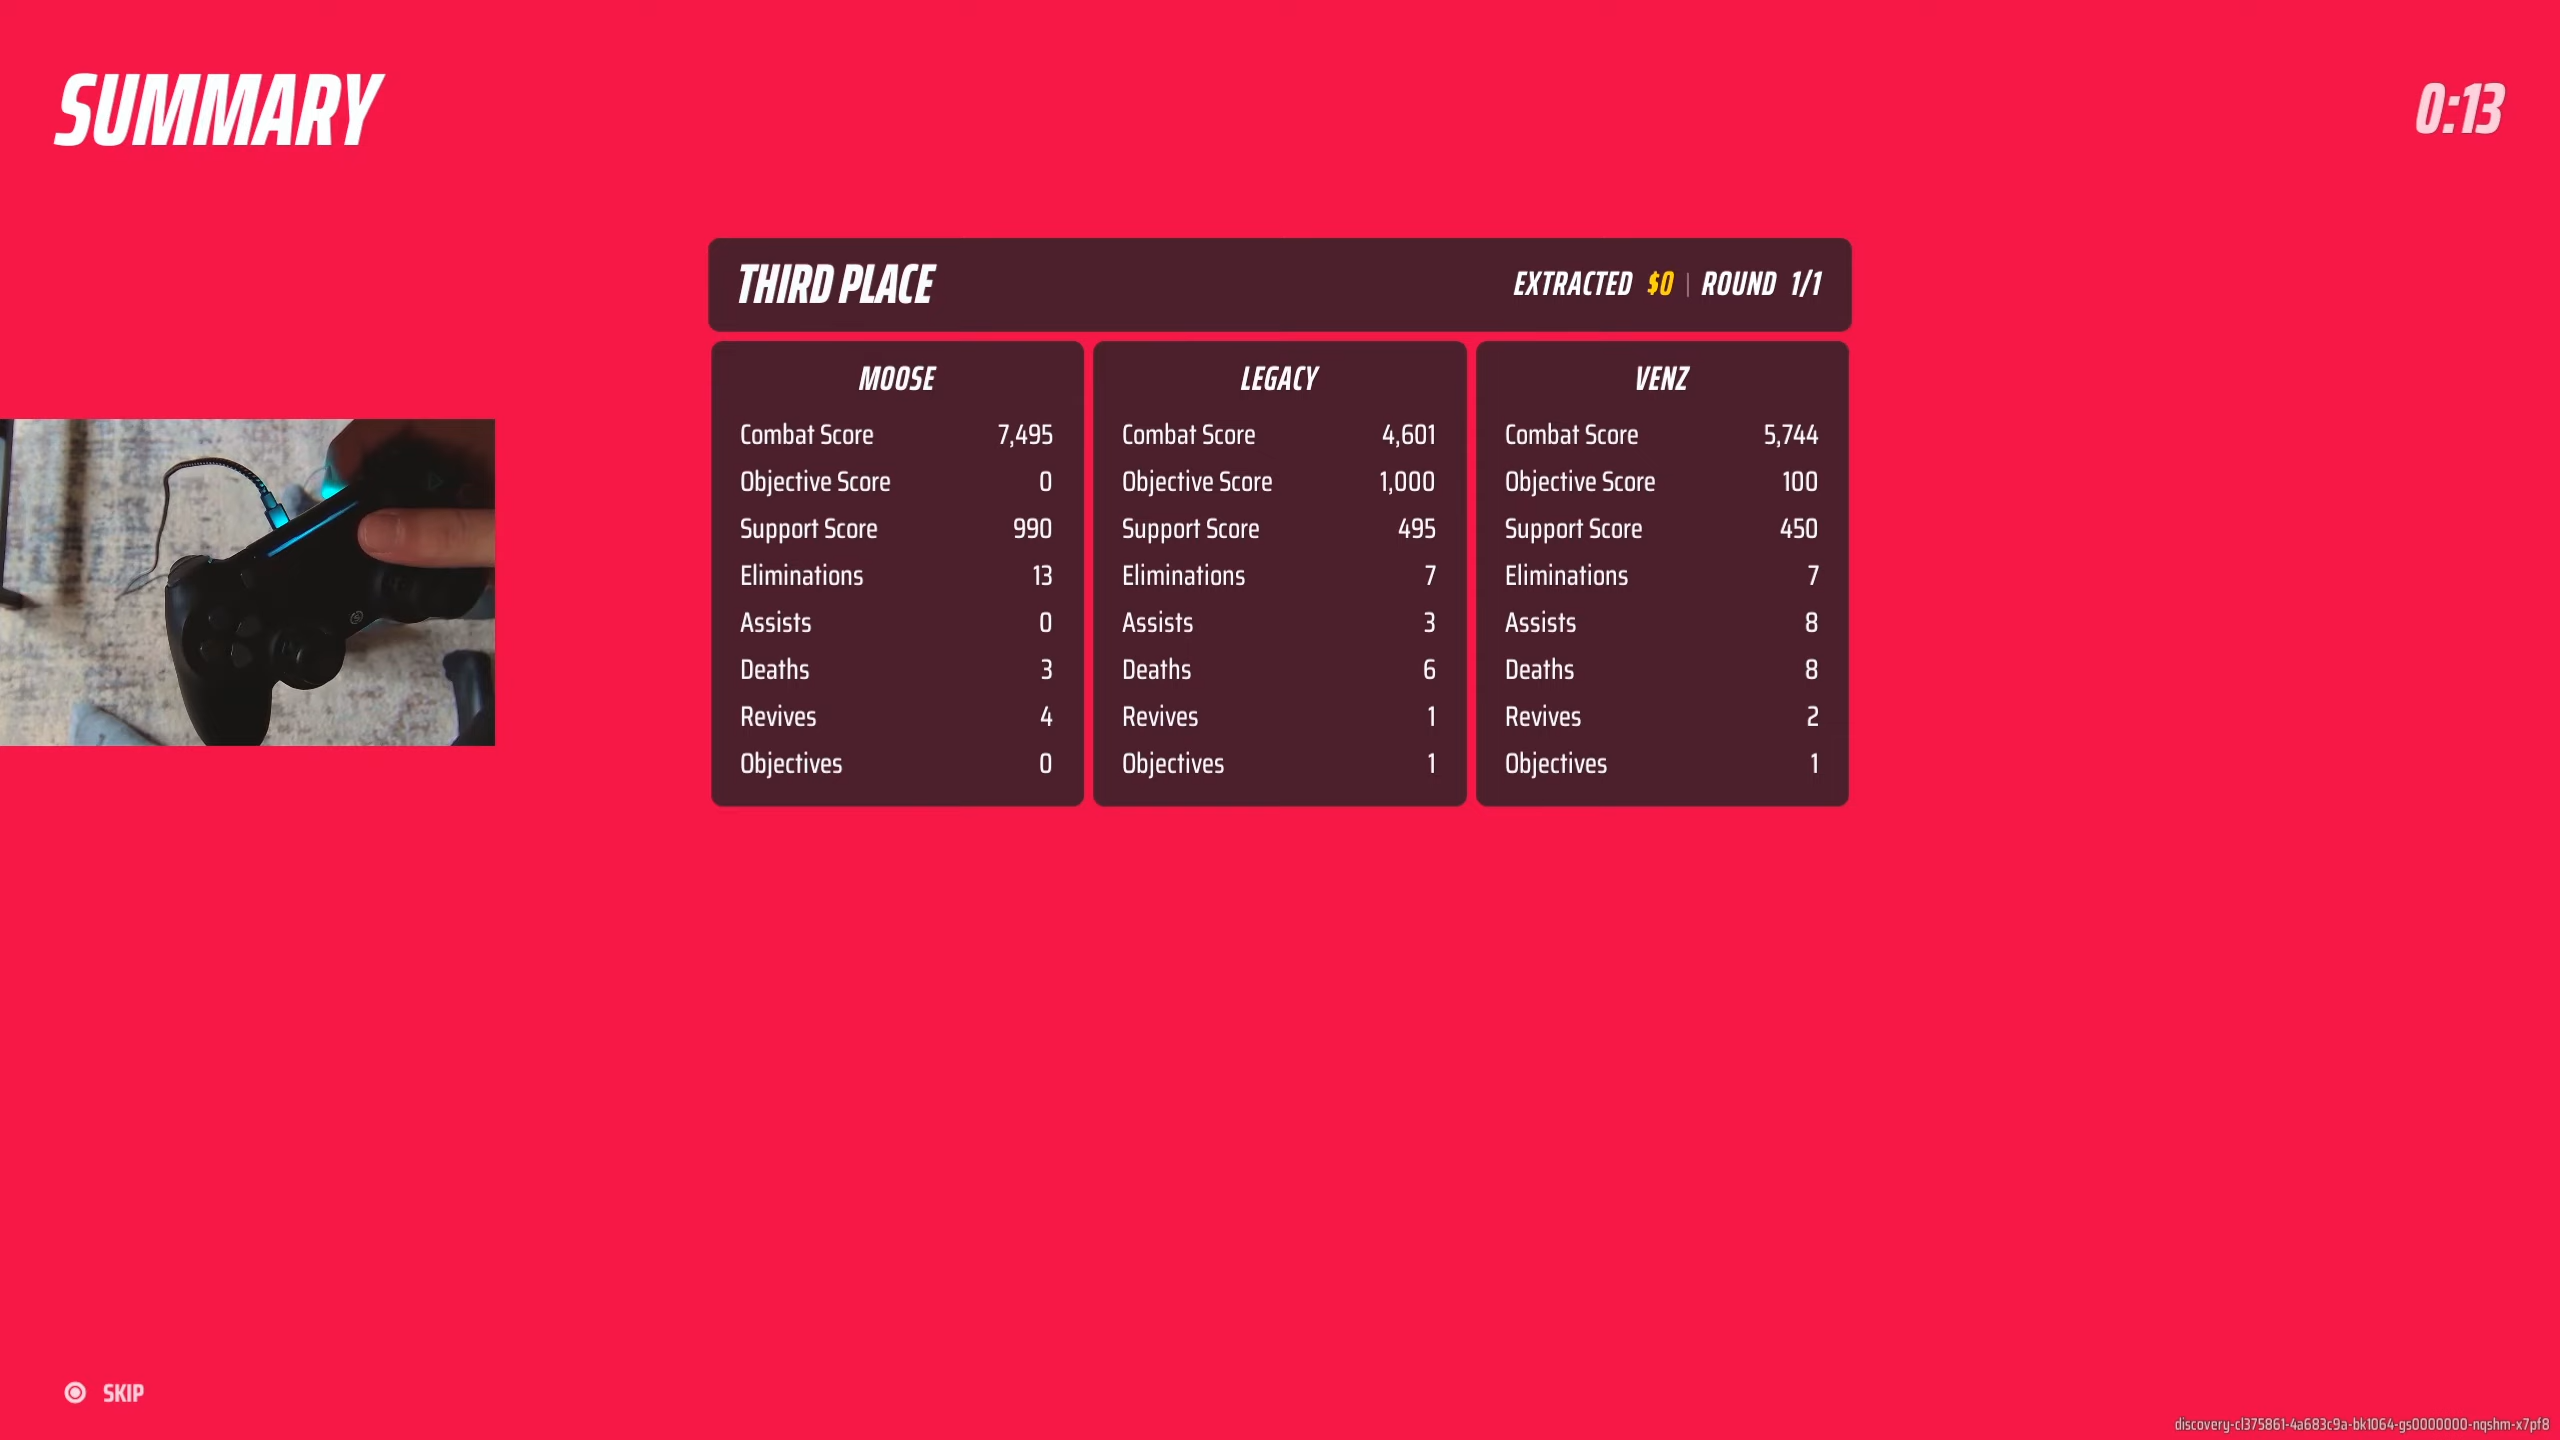 SUMMARY
0:13
THIRD PLACE
EXTRACTED $0 | ROUND 1/1
MOOSE
Combat Score 7,495
Objective Score 0
Support Score 990
Eliminations 13
Assists 0
Deaths 3
Revives 4
Objectives 0
LEGACY
Combat Score 4,601
Objective Score 1,000
Support Score 495
Eliminations 7
Assists 3
Deaths 6
Revives 1
Objectives 1
VENZ
Combat Score 5,744
Objective Score 100
Support Score 450
Eliminations 7
Assists 8
Deaths 8
Revives 2
Objectives 1
SKIP
discovery-cl375861-4a683c9a-bk1064-gs0000000-nqshm-x7pf8